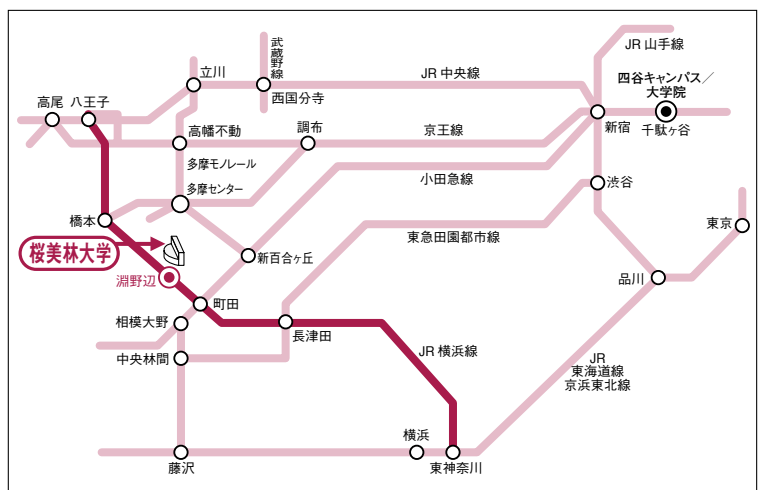 JR 山手線
武蔵野線
立川
JR 中央線
四谷キャンパス／
大学院
西国分寺
高尾
八王子
新宿
千駄ヶ谷
高幡不動
調布
京王線
多摩モノレール
小田急線
多摩センター
渋谷
橋本
東急田園都市線
東京
桜美林大学
新百合ヶ丘
淵野辺
品川
町田
相模大野
長津田
JR 横浜線
中央林間
JR
東海道線
京浜東北線
横浜
藤沢
東神奈川